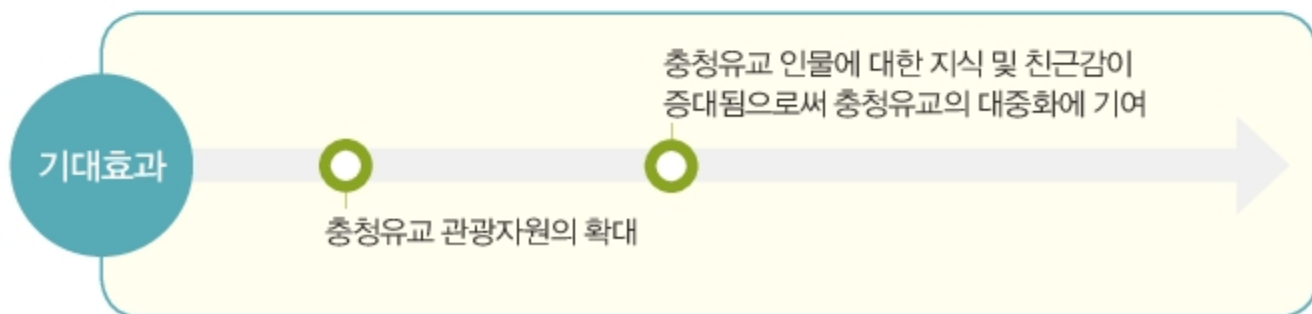 기대효과
충청유교 인물에 대한 지식 및 친근감이
증대됨으로써 충청유교의 대중화에 기여
충청유교 관광자원의 확대